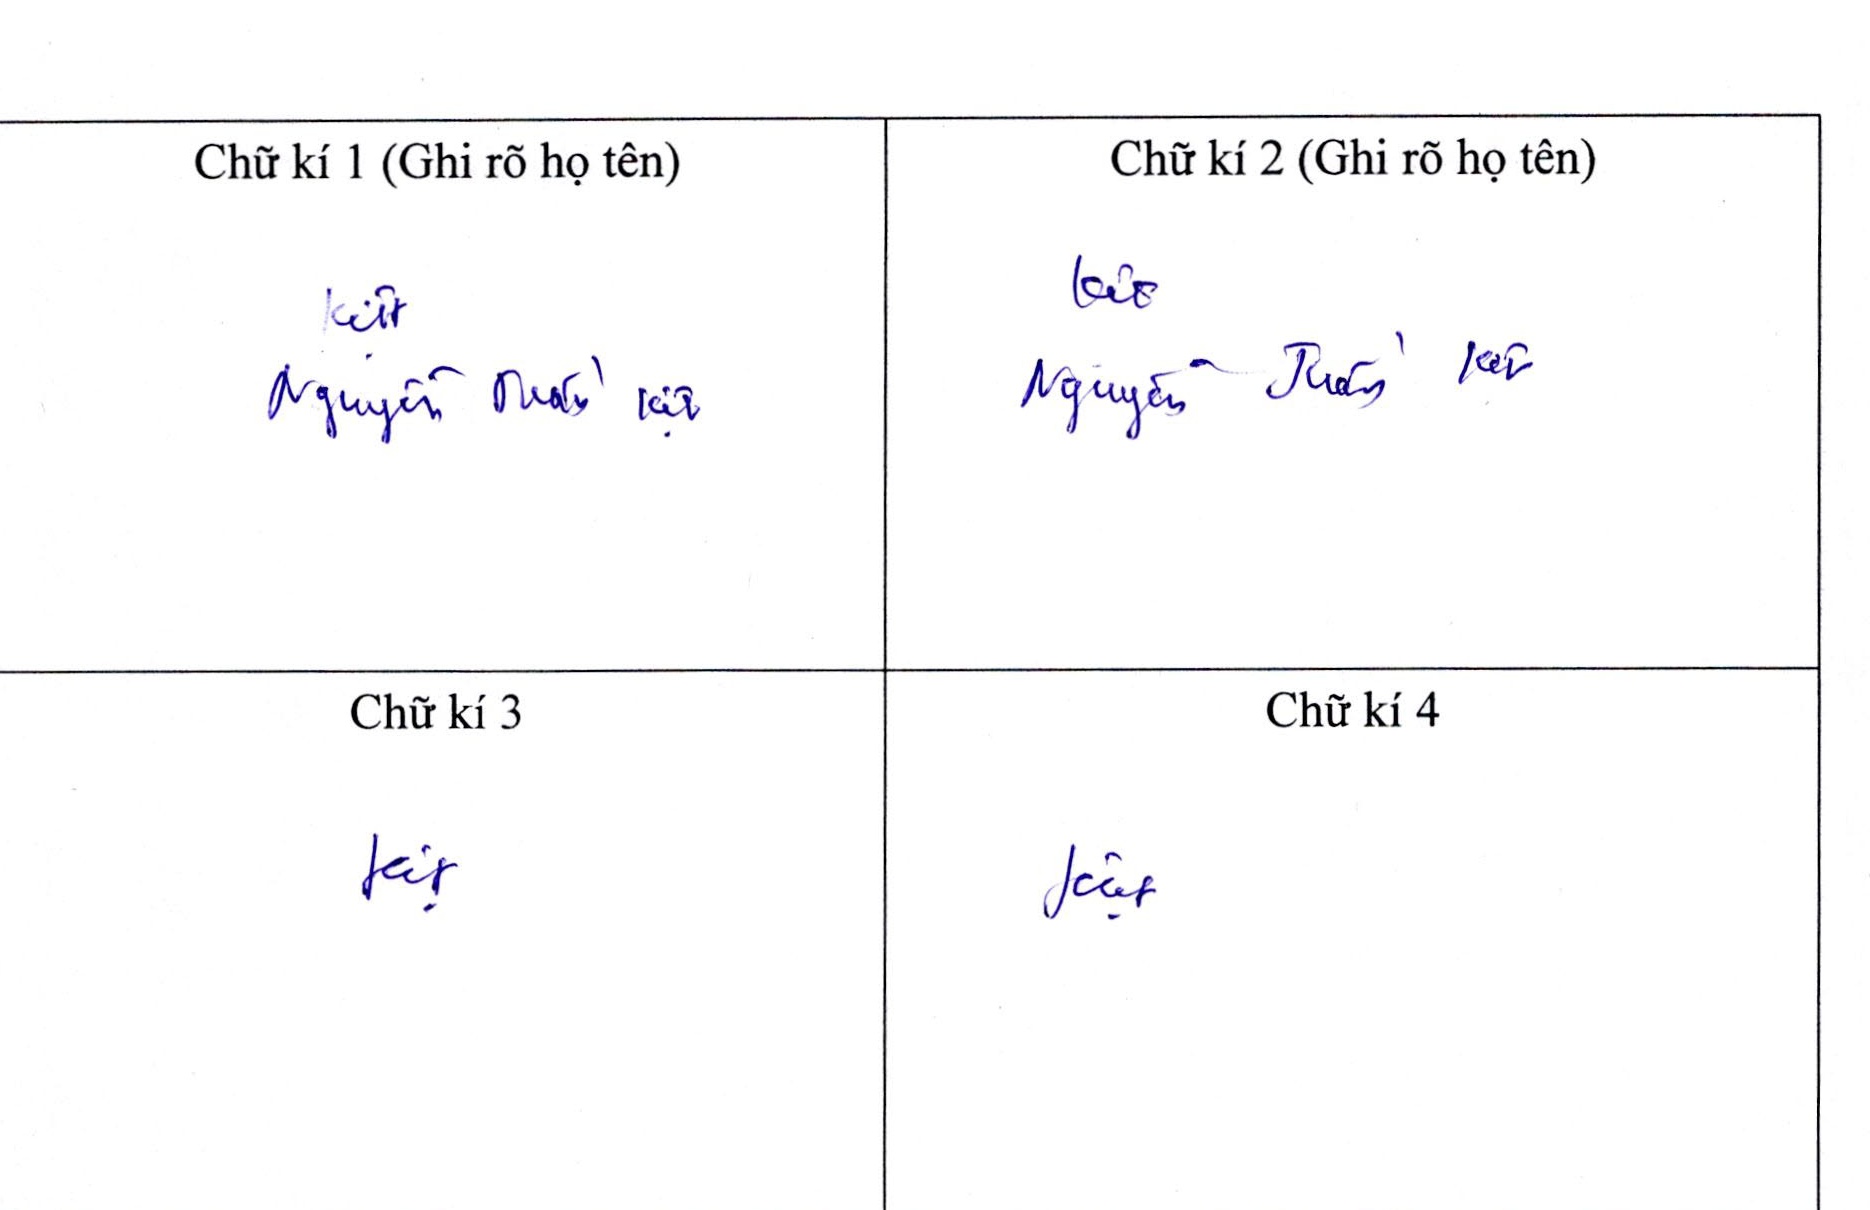 Chữ kí 1 (Ghi rõ họ tên)
Kiệt
Nguyễn Tuấn Kiệt
Chữ kí 2 (Ghi rõ họ tên)
Kiệt
Nguyễn Tuấn Kiệt
Chữ kí 3
Kiệt
Chữ kí 4
Kiệt